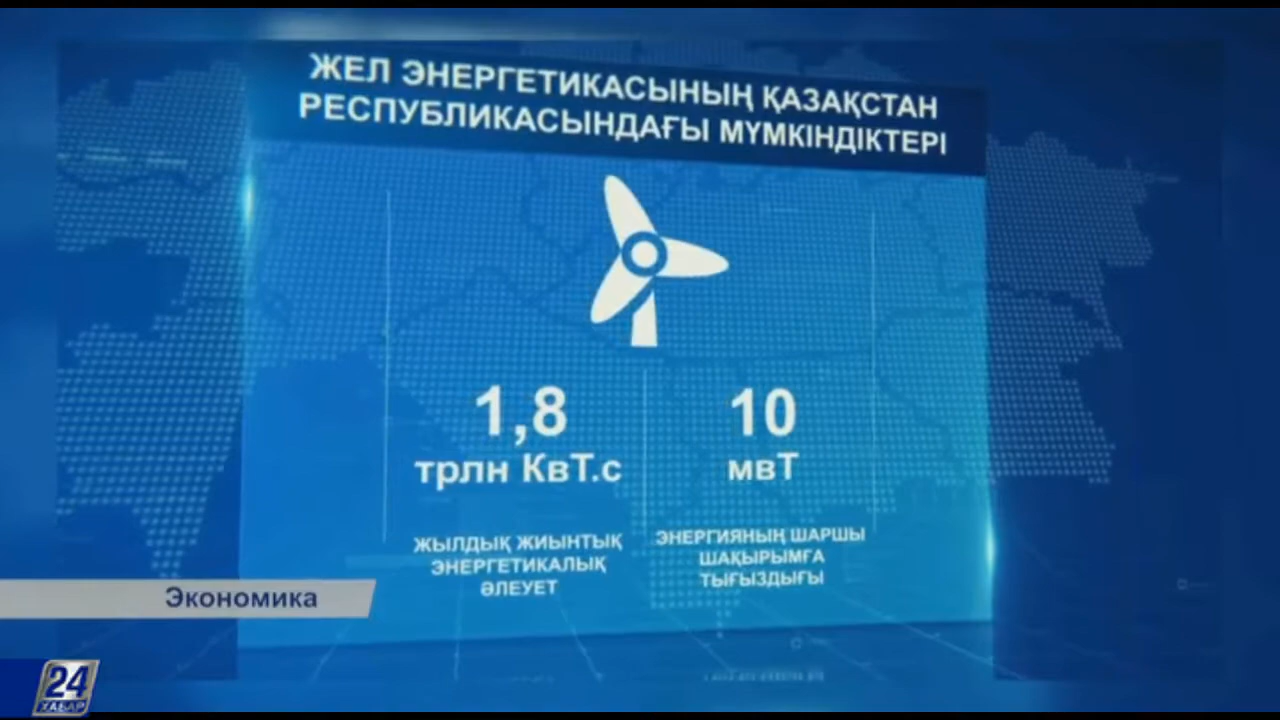 ЖЕЛ ЭНЕРГЕТИКАСЫНЫҢ ҚАЗАҚСТАН
РЕСПУБЛИКАСЫНДАҒЫ МҮМКІНДІКТЕРІ
1,8
трлн КвТ.с
10
мвТ
ЖЫЛДЫҚ ЖИЫНТЫҚ
ЭНЕРГЕТИКАЛЫҚ
ӘЛЕУЕТ
ЭНЕРГИЯНЫҢ ШАРШЫ
ШАҚЫРЫМҒА
ТЫҒЫЗДЫҒЫ
Экономика
24
ХАБАР